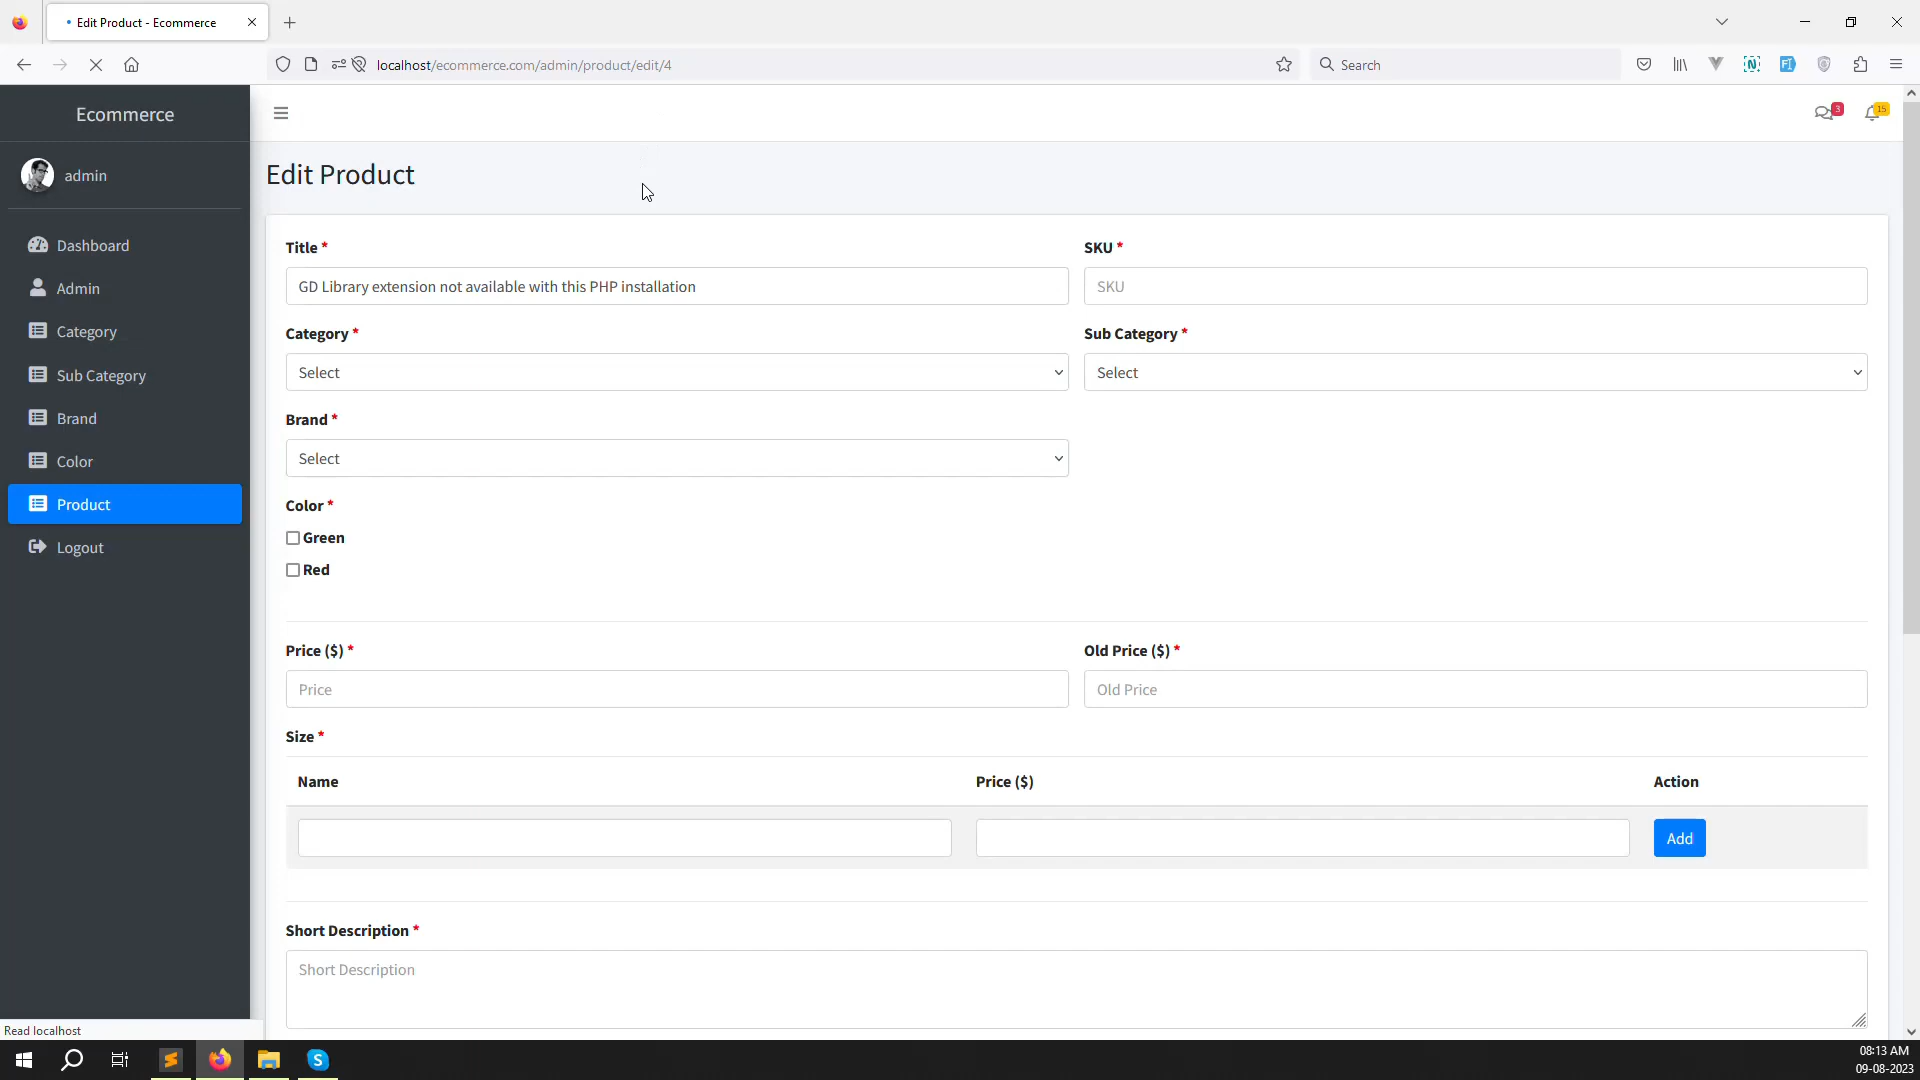 Edit Product - Ecommerce
localhost/ecommerce.com/admin/product/edit/4
Search
Ecommerce
3
15
admin
Edit Product
Dashboard
Admin
Category
Sub Category
Brand
Color
Product
Logout
Title *
SKU *
GD Library extension not available with this PHP installation
SKU
Category *
Sub Category *
Select
Select
Brand *
Select
Color *
Green
Red
Price ($) *
Old Price ($) *
Price
Old Price
Size *
Name
Price ($)
Action
Add
Short Description *
Short Description
Read localhost
08:13 AM
09-08-2023